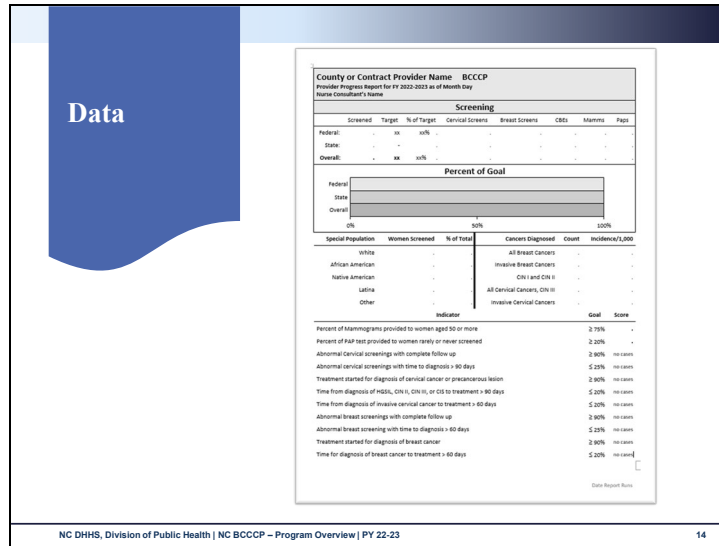 Data
County or Contract Provider Name BCCCP
Provider Progress Report for FY 2022-2023 as of Month Day
Nurse Consultant's Name
Screening
Screened Target % of Target Cervical Screens Breast Screens CBEs Mamms Paps
Federal: . xx xx% . . . . .
State: . - . . . . .
Overall: . xx xx% . . . . .
Percent of Goal
Federal
State
Overall
0% 50% 100%
Special Population Women Screened % of Total Cancers Diagnosed Count Incidence/1,000
White . . All Breast Cancers . .
African American . . Invasive Breast Cancers . .
Native American . . CIN I and CIN II . .
Latina . . All Cervical Cancers, CIN III . .
Other . . Invasive Cervical Cancers . .
Indicator Goal Score
Percent of Mammograms provided to women aged 50 or more ≥ 75% .
Percent of PAP test provided to women rarely or never screened ≥ 20% .
Abnormal Cervical screenings with complete follow up ≥ 90% no cases
Abnormal cervical screenings with time to diagnosis > 90 days ≤ 25% no cases
Treatment started for diagnosis of cervical cancer or precancerous lesion ≥ 90% no cases
Time from diagnosis of HGSIL, CIN II, CIN III, or CIS to treatment > 90 days ≤ 20% no cases
Time from diagnosis of invasive cervical cancer to treatment > 60 days ≤ 20% no cases
Abnormal breast screenings with complete follow up ≥ 90% no cases
Abnormal breast screening with time to diagnosis > 60 days ≤ 25% no cases
Treatment started for diagnosis of breast cancer ≥ 90% no cases
Time for diagnosis of breast cancer to treatment > 60 days ≤ 20% no cases
Date Report Runs
NC DHHS, Division of Public Health | NC BCCCP – Program Overview | PY 22-23 14